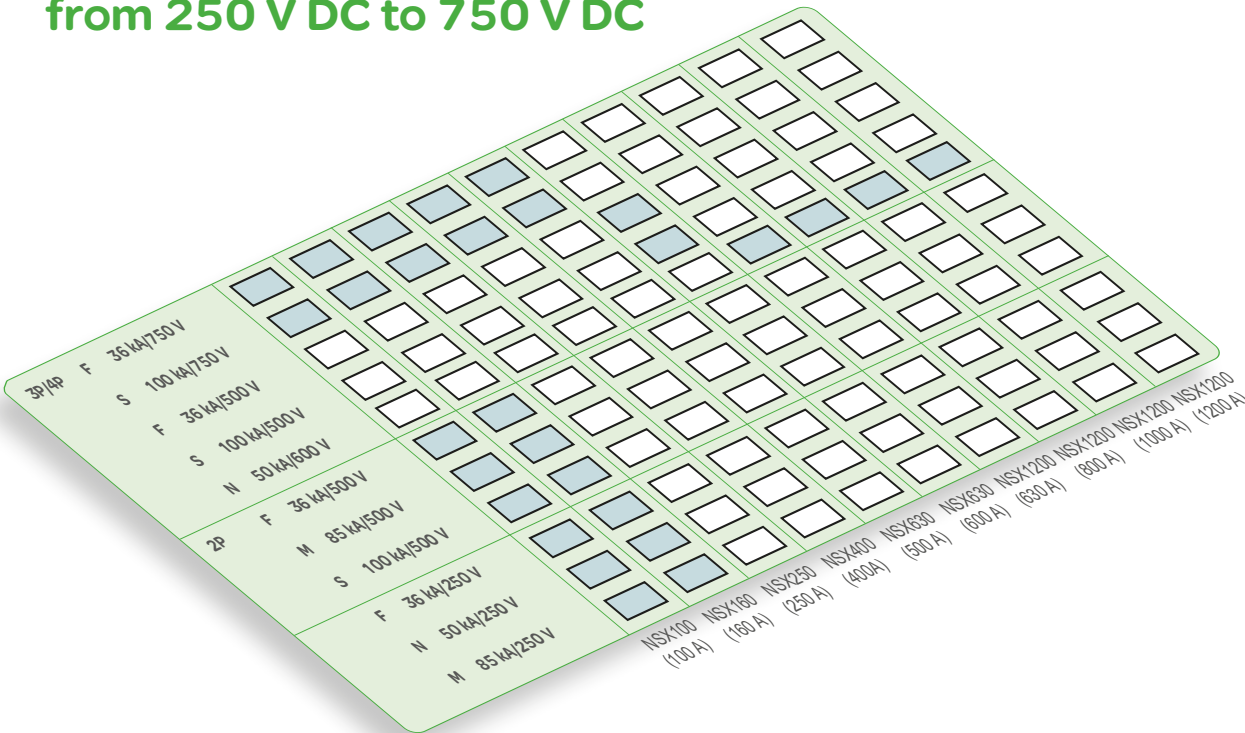 from 250 V DC to 750 V DC
3P/4P F 36 kA/750 V
S 100 kA/750 V
F 36 kA/500 V
S 100 kA/500 V
N 50 kA/600 V
2P F 36 kA/500 V
M 85 kA/500 V
S 100 kA/500 V
F 36 kA/250 V
N 50 kA/250 V
M 85 kA/250 V
NSX100 (100 A)
NSX160 (160 A)
NSX250 (250 A)
NSX400 (400A)
NSX630 (500 A)
NSX630 (600 A)
NSX1200 (630 A)
NSX1200 (800 A)
NSX1200 (1000 A)
NSX1200 (1200 A)